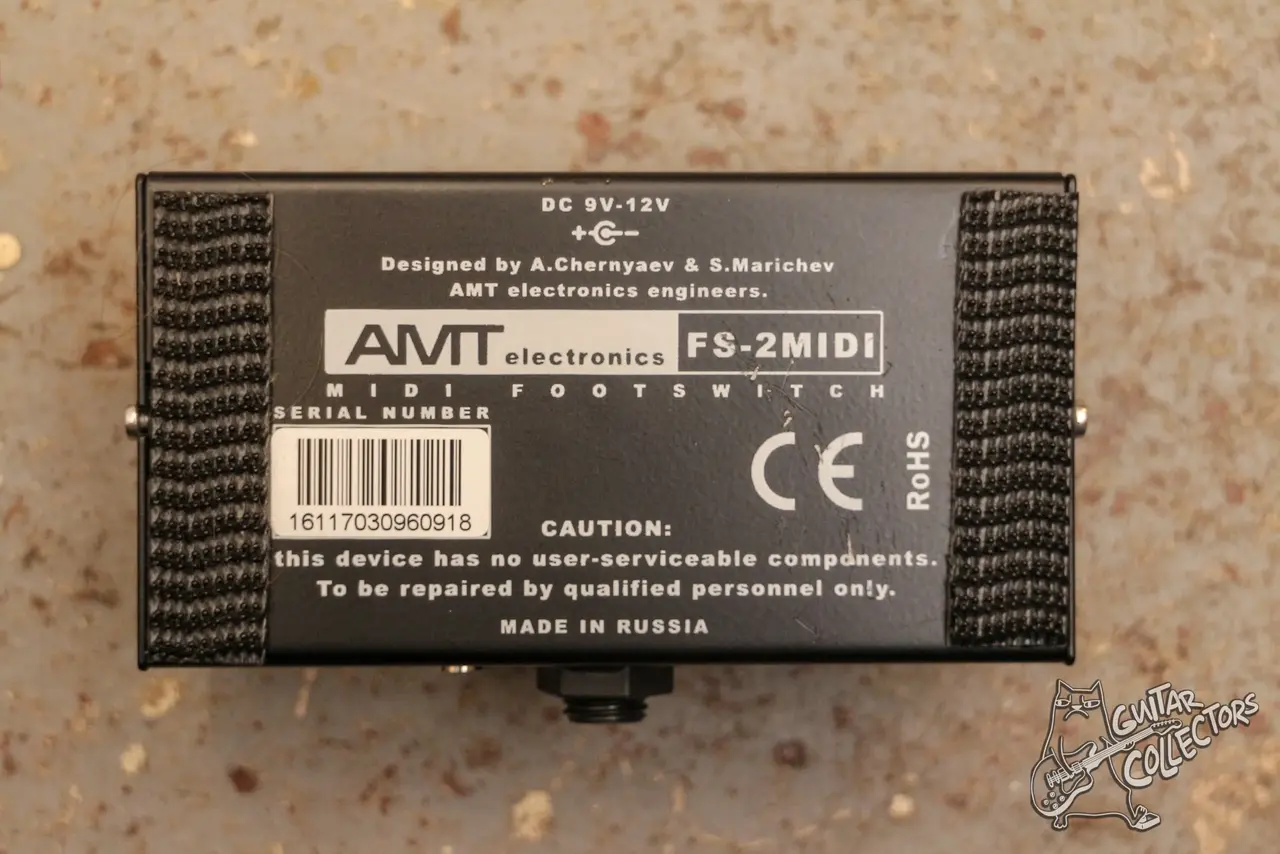 DC 9V-12V
+ -
Designed by A.Chernyaev & S.Marichev
AMT electronics engineers.
AMT electronics FS-2MIDI
MIDI FOOTSWITCH
SERIAL NUMBER
16117030960918
CE
RoHS
CAUTION:
this device has no user-serviceable components.
To be repaired by qualified personnel only.
MADE IN RUSSIA
GUITAR
COLLECTORS